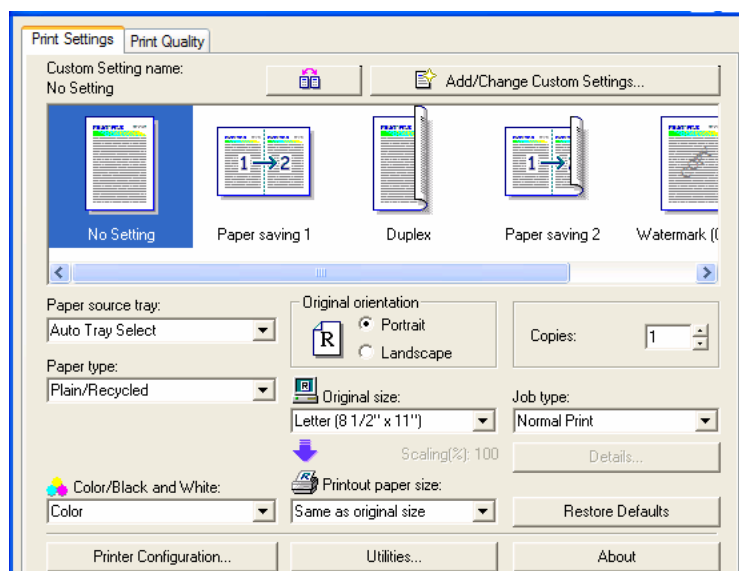 Print Settings
Print Quality
Custom Setting name:
No Setting
Add/Change Custom Settings...
1 2
1
No Setting
Paper saving 1
Duplex
Paper saving 2
Watermark (C
Paper source tray:
Auto Tray Select
Original orientation
R
Portrait
Landscape
Copies:
1
Paper type:
Plain/Recycled
R
Original size:
Letter (8 1/2" x 11")
Job type:
Normal Print
Scaling(%): 100
Details...
Color/Black and White:
Color
Printout paper size:
Same as original size
Restore Defaults
Printer Configuration...
Utilities...
About